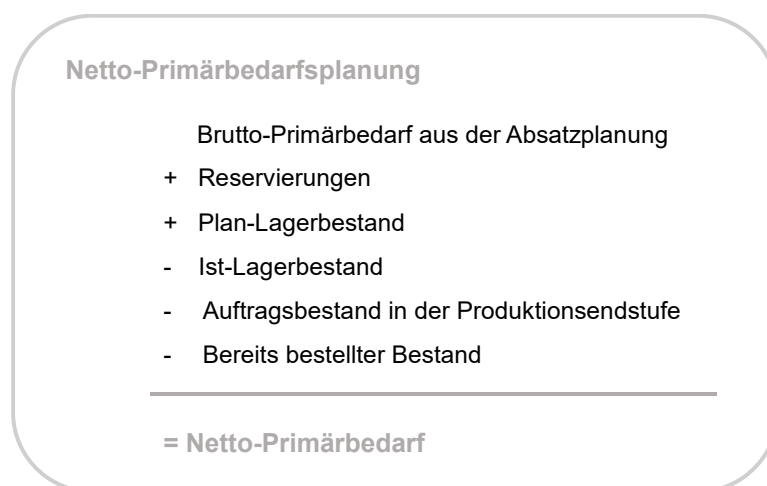 Netto-Primärbedarfsplanung
Brutto-Primärbedarf aus der Absatzplanung
+ Reservierungen
+ Plan-Lagerbestand
- Ist-Lagerbestand
- Auftragsbestand in der Produktionsendstufe
- Bereits bestellter Bestand
= Netto-Primärbedarf